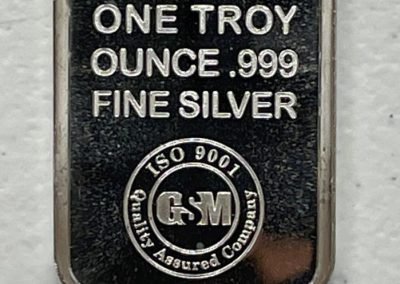 ONE TROY
OUNCE .999
FINE SILVER
ISO 9001
GSM
Quality Assured Company